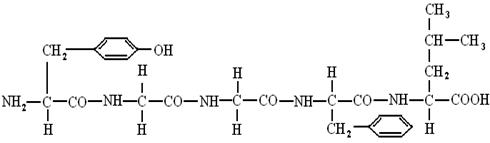 CH₃
CH₂ OH CH—CH₃
H H H CH₂
NH₂—C—CO—NH—C—CO—NH—C—CO—NH—C—CO—NH—C—COOH
H H H CH₂ H